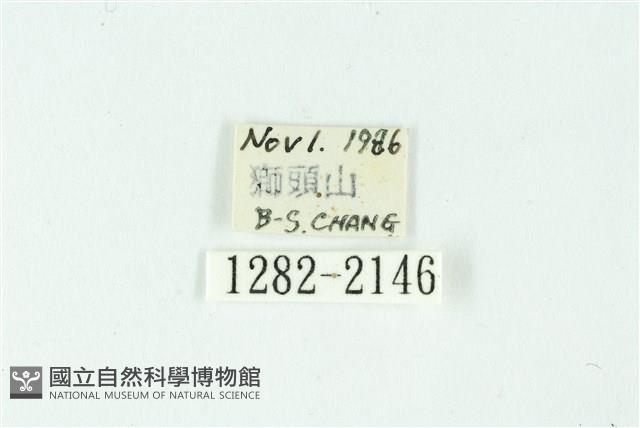 Nov 1. 1986
頭山
B-S. CHANG
1282-2146
國立自然科學博物館
NATIONAL MUSEUM OF NATURAL SCIENCE